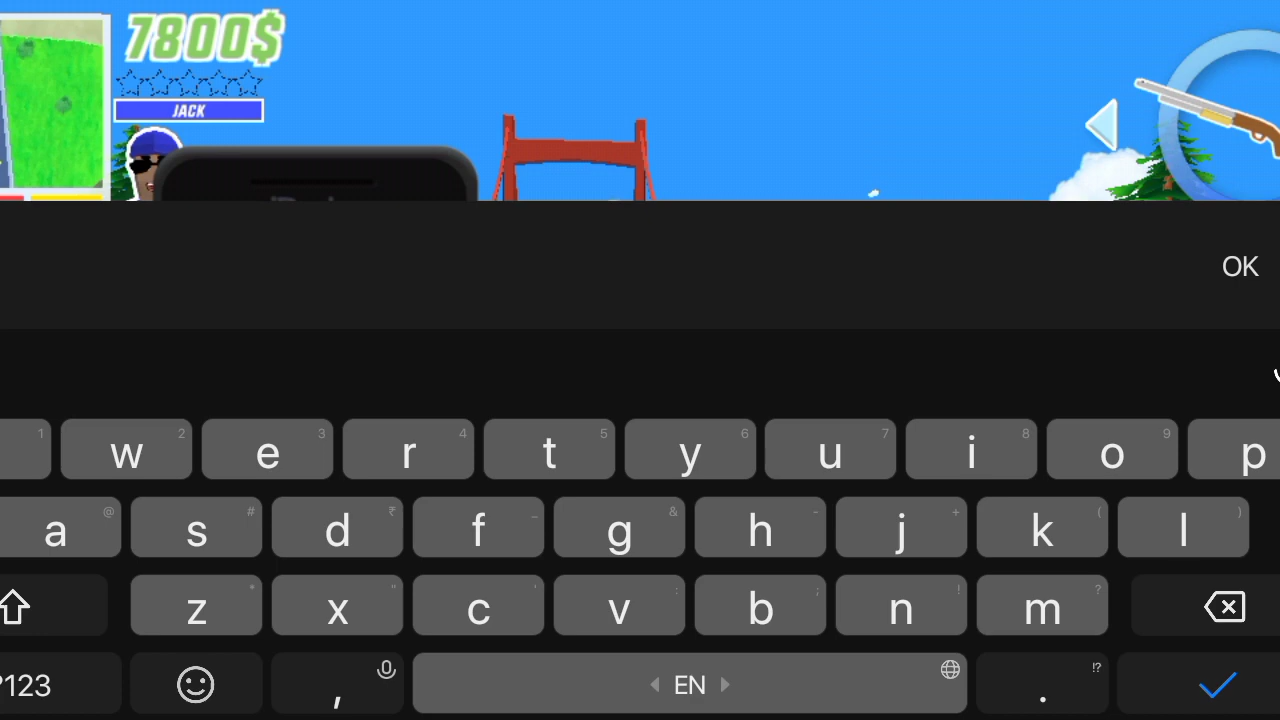 7800$
JACK
OK
1 w 2 e 3 r 4 t 5 y 6 u 7 i 8 o 9 p
a @ s # d ₹ f _ g & h - j + k ( l )
z * x " c ' v : b ; n ! m ?
?123 , EN . !?